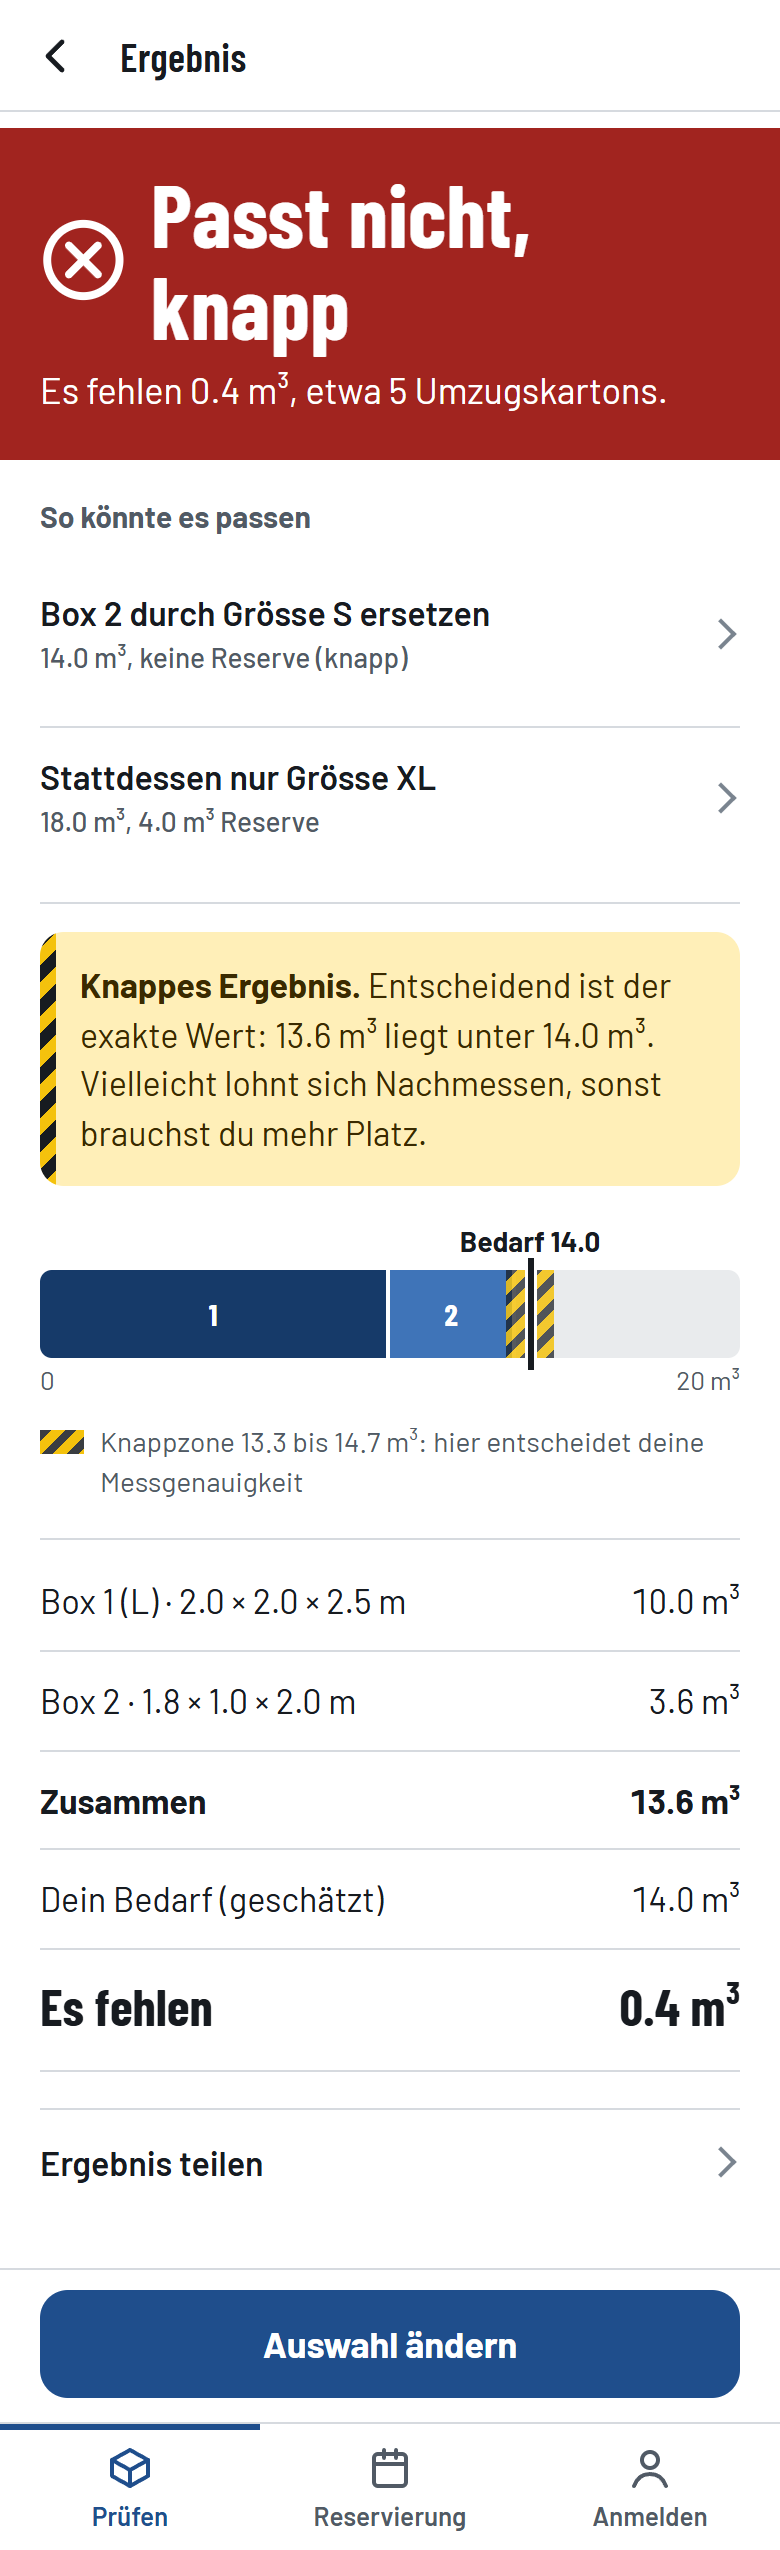 Ergebnis
Passt nicht,
knapp
Es fehlen 0.4 m³, etwa 5 Umzugskartons.
So könnte es passen
Box 2 durch Grösse S ersetzen
14.0 m³, keine Reserve (knapp)
Stattdessen nur Grösse XL
18.0 m³, 4.0 m³ Reserve
Knappes Ergebnis. Entscheidend ist der
exakte Wert: 13.6 m³ liegt unter 14.0 m³.
Vielleicht lohnt sich Nachmessen, sonst
brauchst du mehr Platz.
Bedarf 14.0
1 2
0 20 m³
Knappzone 13.3 bis 14.7 m³: hier entscheidet deine
Messgenauigkeit
Box 1 (L) · 2.0 × 2.0 × 2.5 m 10.0 m³
Box 2 · 1.8 × 1.0 × 2.0 m 3.6 m³
Zusammen 13.6 m³
Dein Bedarf (geschätzt) 14.0 m³
Es fehlen 0.4 m³
Ergebnis teilen
Auswahl ändern
Prüfen Reservierung Anmelden